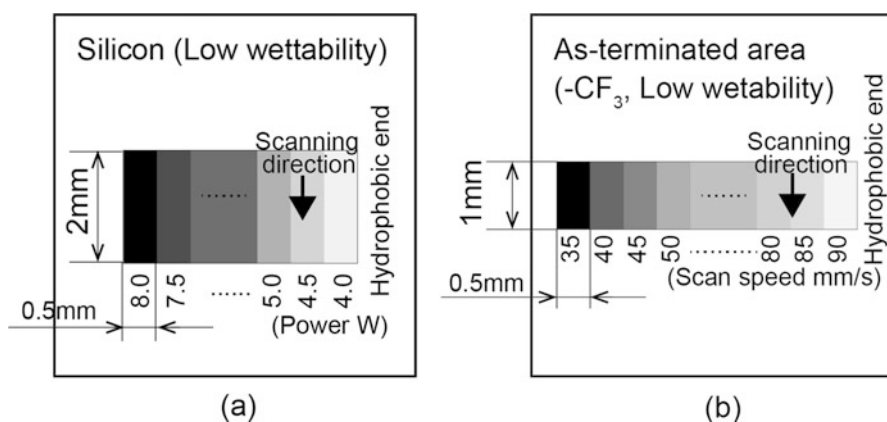 Silicon (Low wettability)
Scanning
direction
Hydrophobic end
2mm
0.5mm
8.0
7.5
......
......
5.0
4.5
4.0
(Power W)
(a)
As-terminated area
(-CF3, Low wetability)
Scanning
direction
Hydrophobic end
1mm
0.5mm
35
40
45
50
......
..........
80
85
90
(Scan speed mm/s)
(b)